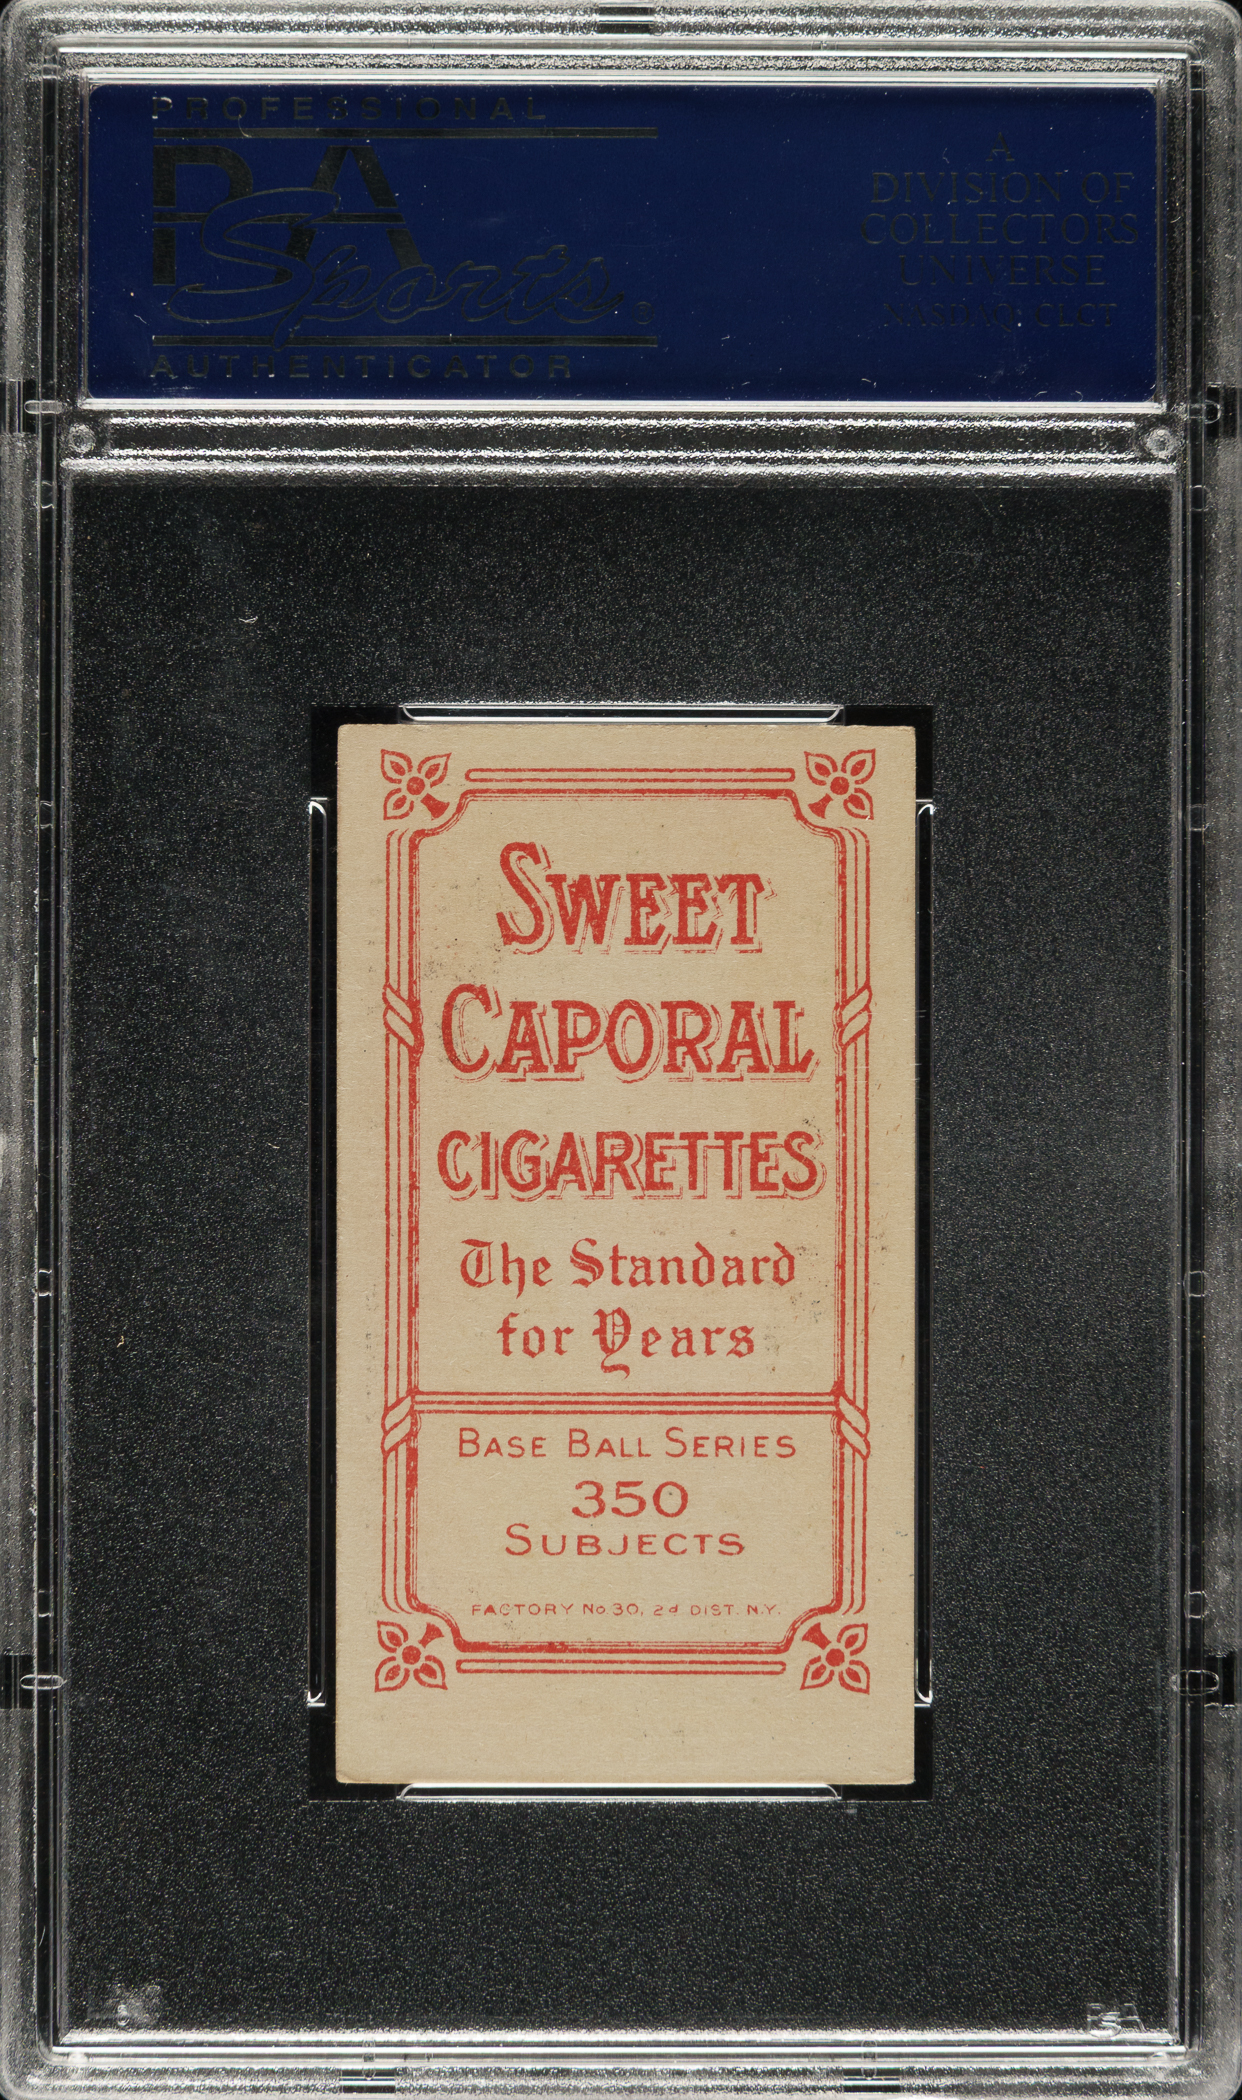 PROFESSIONAL
PSA
Sports
®
AUTHENTICATOR
A
DIVISION OF
COLLECTORS
UNIVERSE
NASDAQ: CLCT
SWEET
CAPORAL
CIGARETTES
The Standard
for Years
BASE BALL SERIES
350
SUBJECTS
FACTORY No 30, 2d DIST. N.Y.
PSA